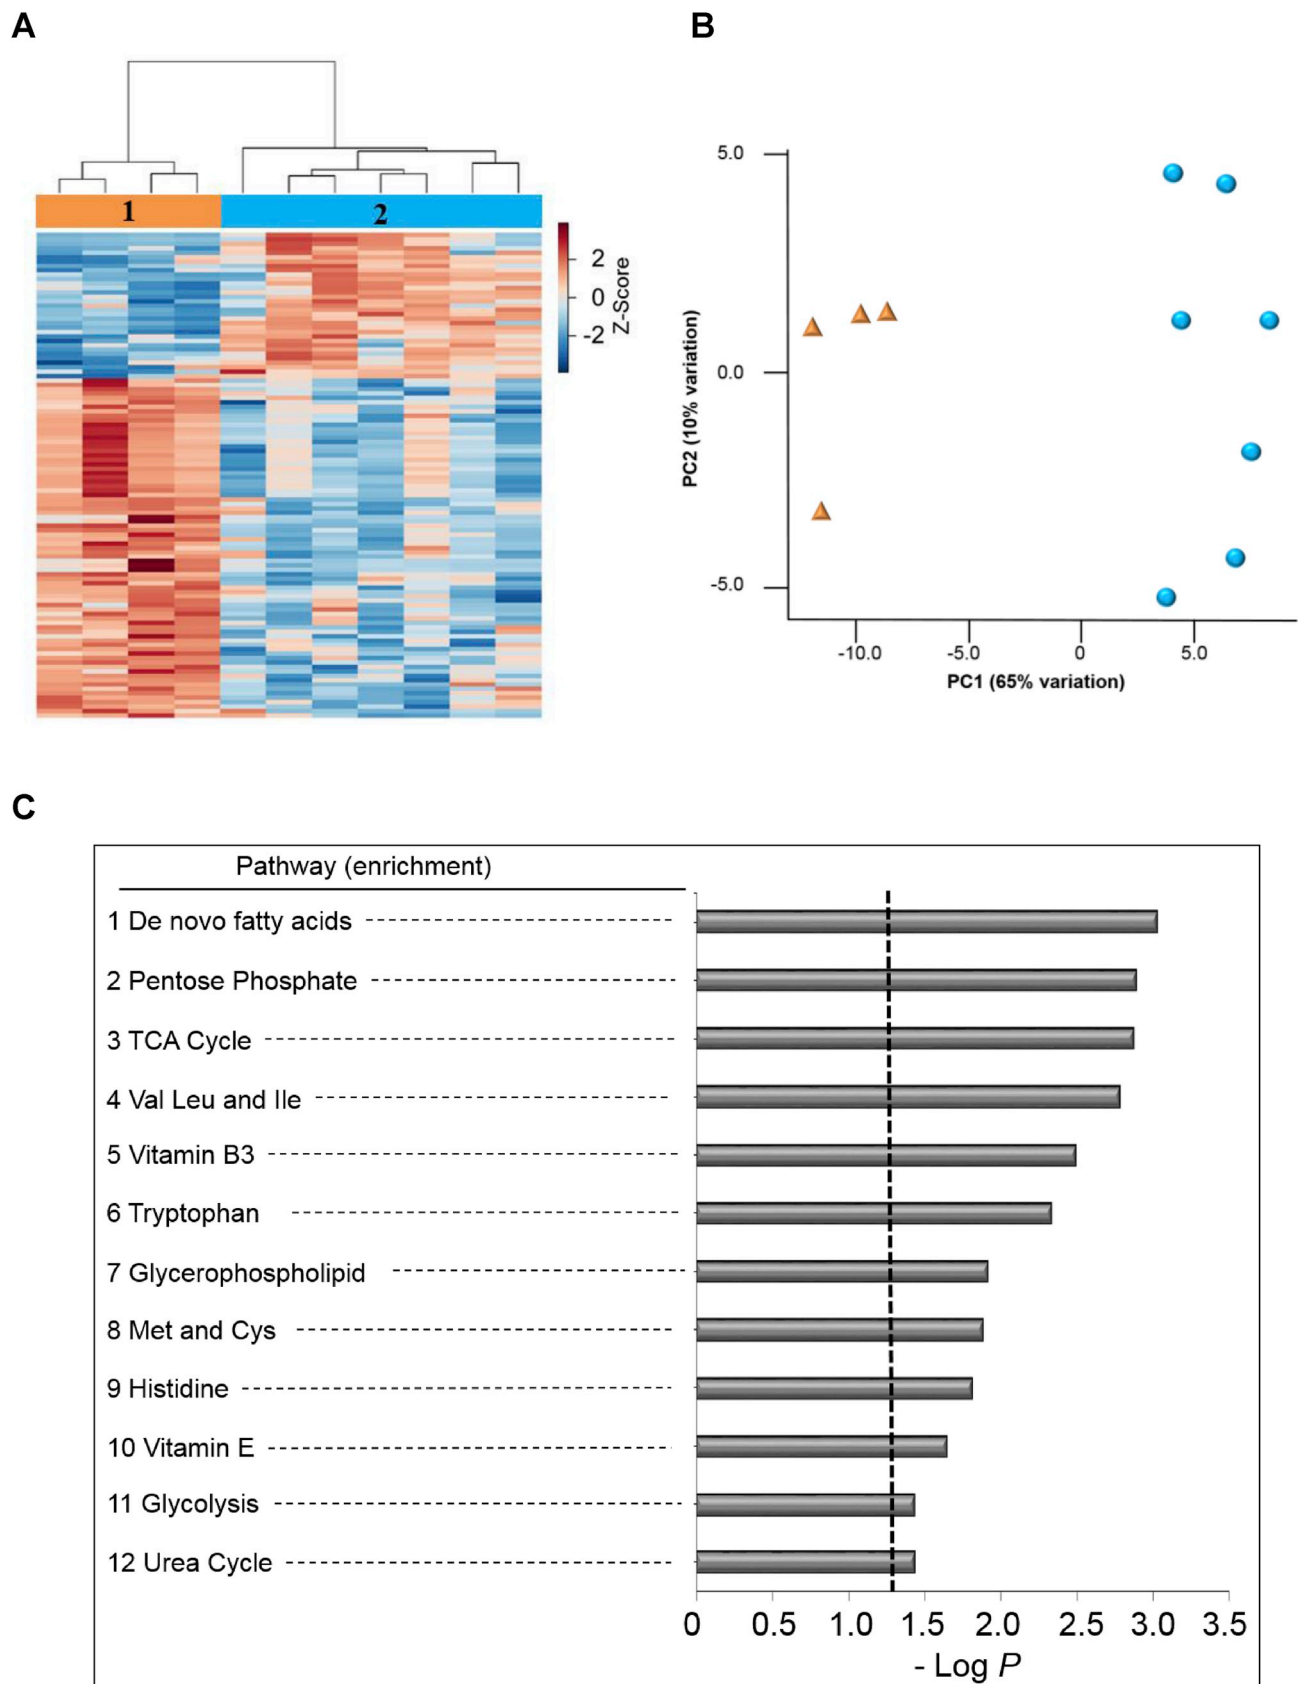 A
B
1
2
2
0
-2
Z-Score
5.0
0.0
-5.0
PC2 (10% variation)
-10.0
-5.0
0
5.0
PC1 (65% variation)
C
Pathway (enrichment)
1 De novo fatty acids
2 Pentose Phosphate
3 TCA Cycle
4 Val Leu and Ile
5 Vitamin B3
6 Tryptophan
7 Glycerophospholipid
8 Met and Cys
9 Histidine
10 Vitamin E
11 Glycolysis
12 Urea Cycle
0 0.5 1.0 1.5 2.0 2.5 3.0 3.5
- Log P